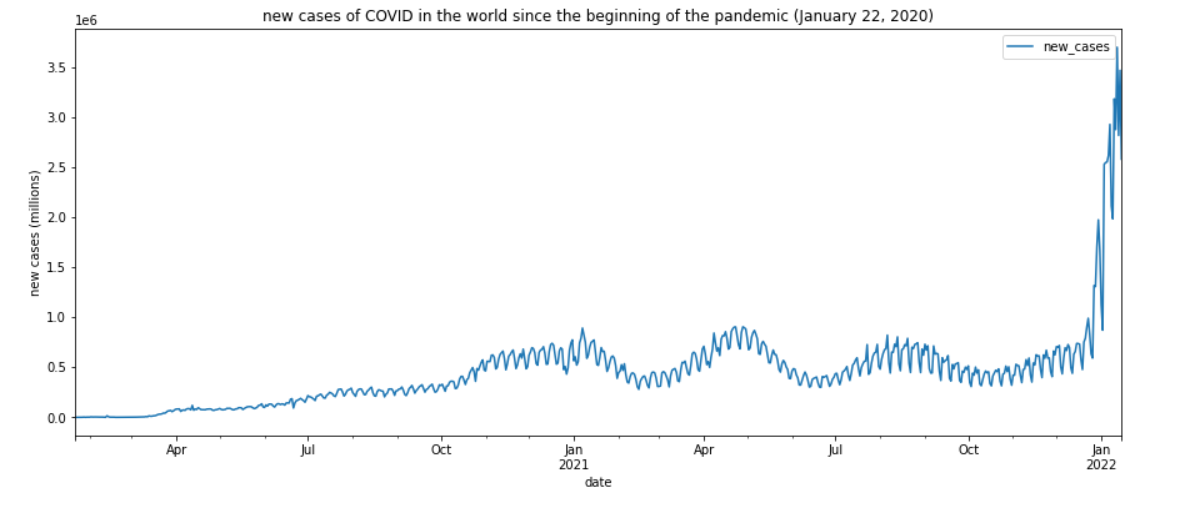 new cases of COVID in the world since the beginning of the pandemic (January 22, 2020)
1e6
new_cases
3.5
3.0
2.5
2.0
1.5
1.0
0.5
0.0
new cases (millions)
Apr
Jul
Oct
Jan
2021
Apr
Jul
Oct
Jan
2022
date